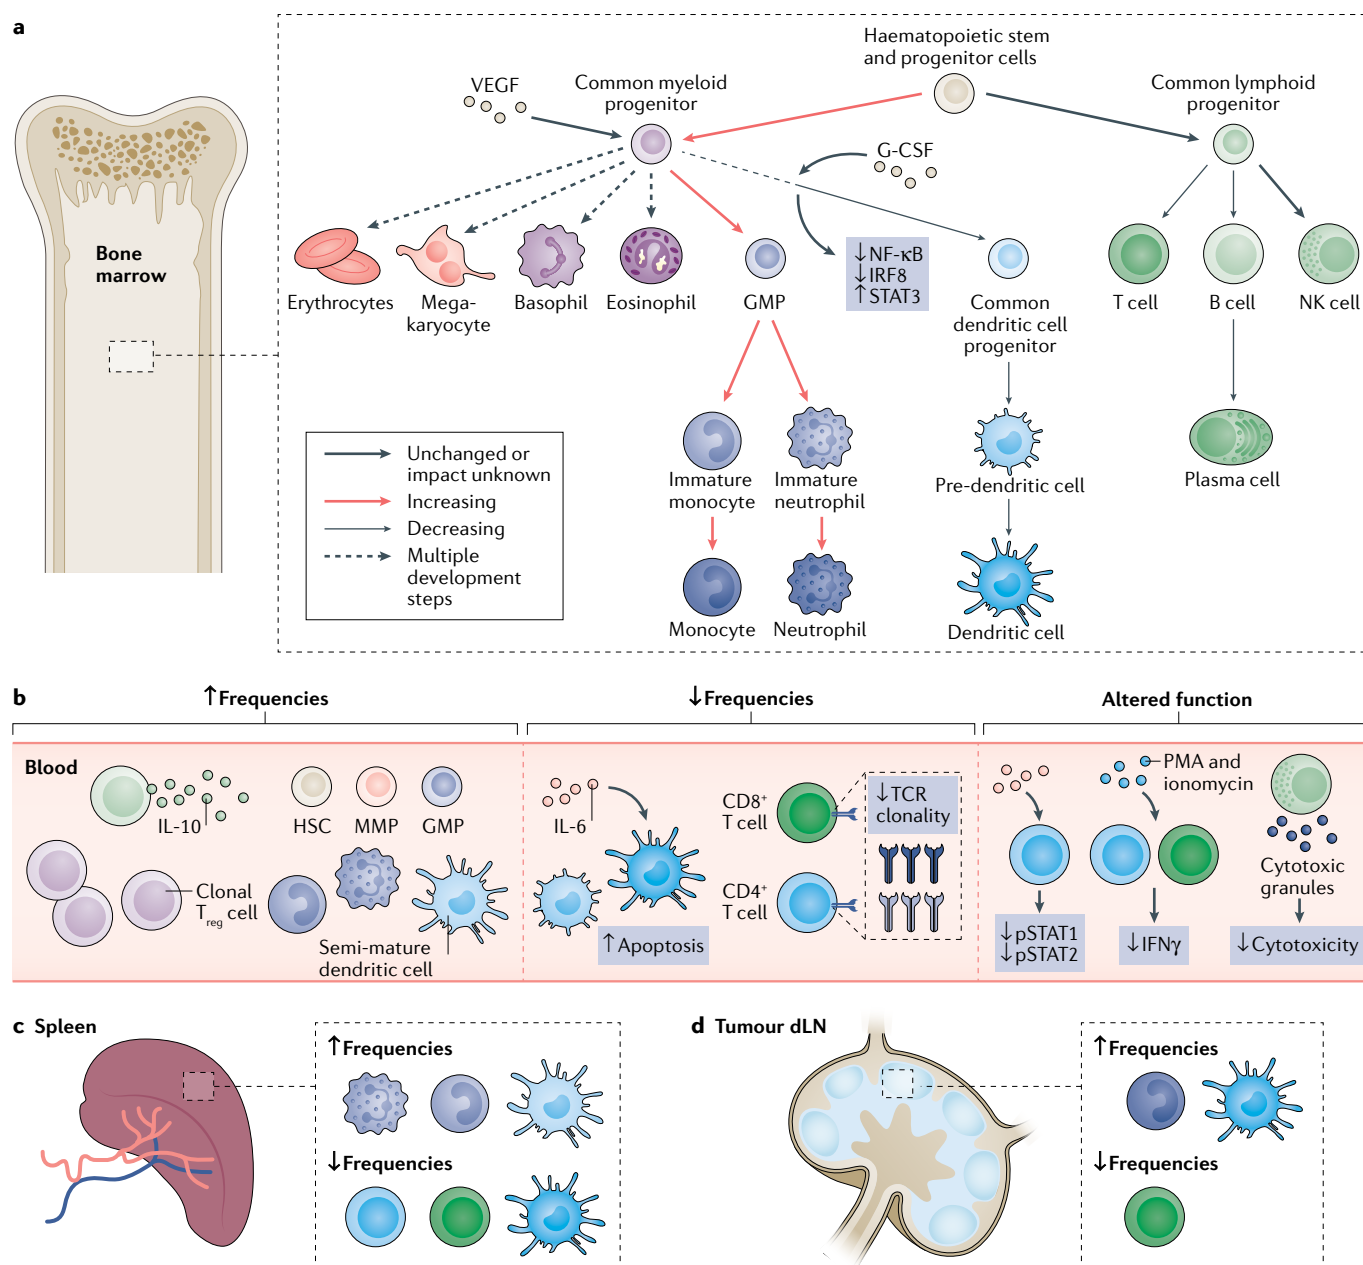 a
Haematopoietic stem
and progenitor cells
VEGF
Common myeloid
progenitor
Common lymphoid
progenitor
G-CSF
Bone
marrow
Erythrocytes
Mega-
karyocyte
Basophil
Eosinophil
GMP
↓NF-κB
↓IRF8
↑STAT3
Common
dendritic cell
progenitor
T cell
B cell
NK cell
Unchanged or
impact unknown
Increasing
Decreasing
Multiple
development
steps
Immature
monocyte
Immature
neutrophil
Pre-dendritic cell
Plasma cell
Monocyte
Neutrophil
Dendritic cell
b
↑Frequencies
↓Frequencies
Altered function
Blood
IL-10
HSC
MMP
GMP
Clonal
Treg cell
Semi-mature
dendritic cell
IL-6
↑Apoptosis
CD8+
T cell
CD4+
T cell
↓TCR
clonality
PMA and
ionomycin
Cytotoxic
granules
↓pSTAT1
↓pSTAT2
↓IFNγ
↓Cytotoxicity
c Spleen
↑Frequencies
↓Frequencies
d Tumour dLN
↑Frequencies
↓Frequencies